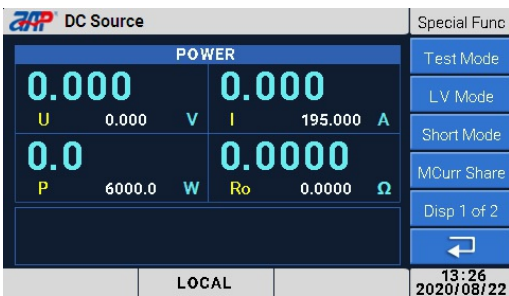 AAP DC Source
Special Func
POWER
0.000 0.000
U 0.000 V I 195.000 A
0.0 0.0000
P 6000.0 W Ro 0.0000 Ω
Test Mode
LV Mode
Short Mode
MCurr Share
Disp 1 of 2
LOCAL
13:26
2020/08/22